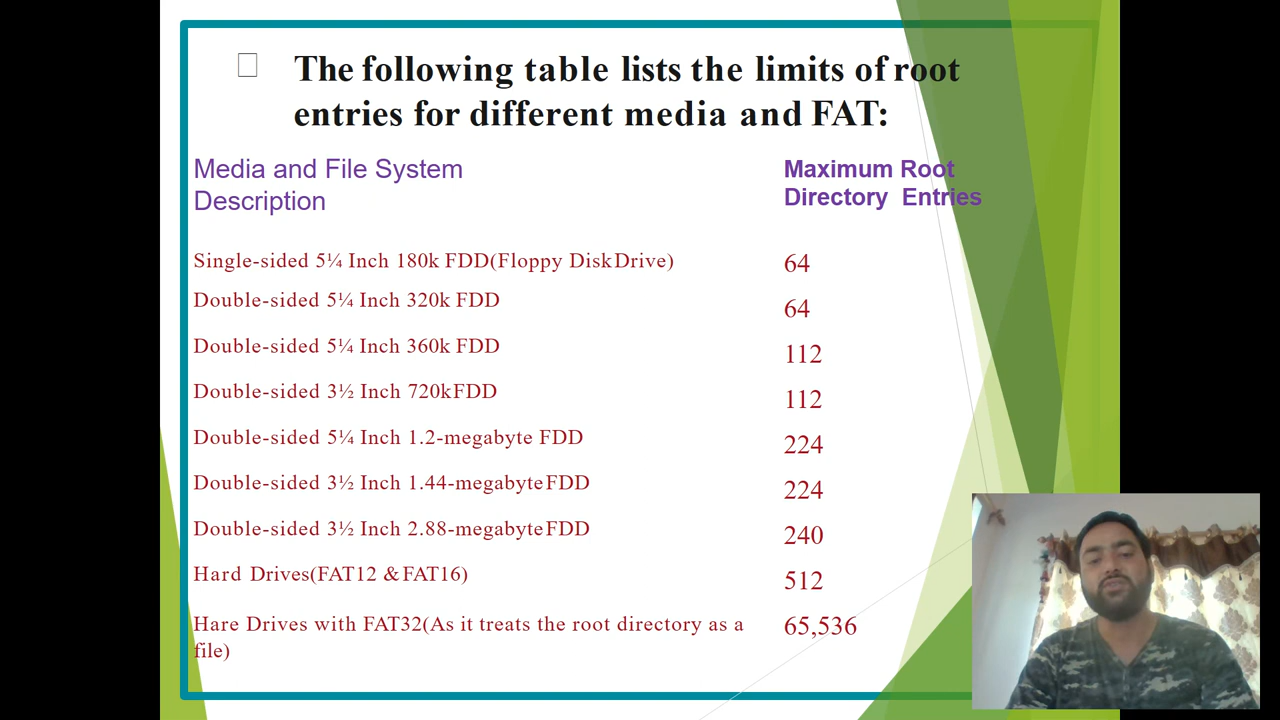 The following table lists the limits of root
entries for different media and FAT:
Media and File System
Description
Maximum Root
Directory Entries
Single-sided 5¼ Inch 180k FDD(Floppy Disk Drive)
64
Double-sided 5¼ Inch 320k FDD
64
Double-sided 5¼ Inch 360k FDD
112
Double-sided 3½ Inch 720k FDD
112
Double-sided 5¼ Inch 1.2-megabyte FDD
224
Double-sided 3½ Inch 1.44-megabyte FDD
224
Double-sided 3½ Inch 2.88-megabyte FDD
240
Hard Drives(FAT12 & FAT16)
512
Hare Drives with FAT32(As it treats the root directory as a
file)
65,536